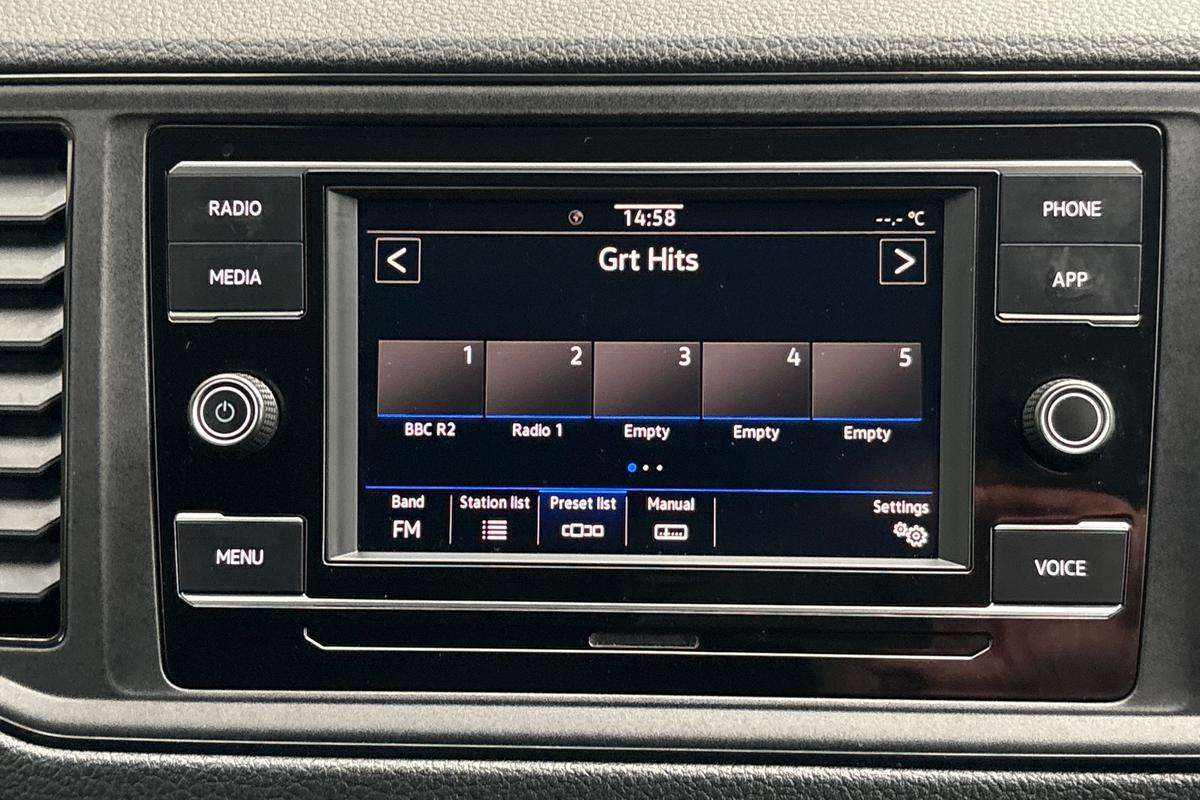 RADIO
MEDIA
MENU
14:58
--.- °C
<
Grt Hits
>
1 2 3 4 5
BBC R2 Radio 1 Empty Empty Empty
Band Station list Preset list Manual Settings
FM
PHONE
APP
VOICE